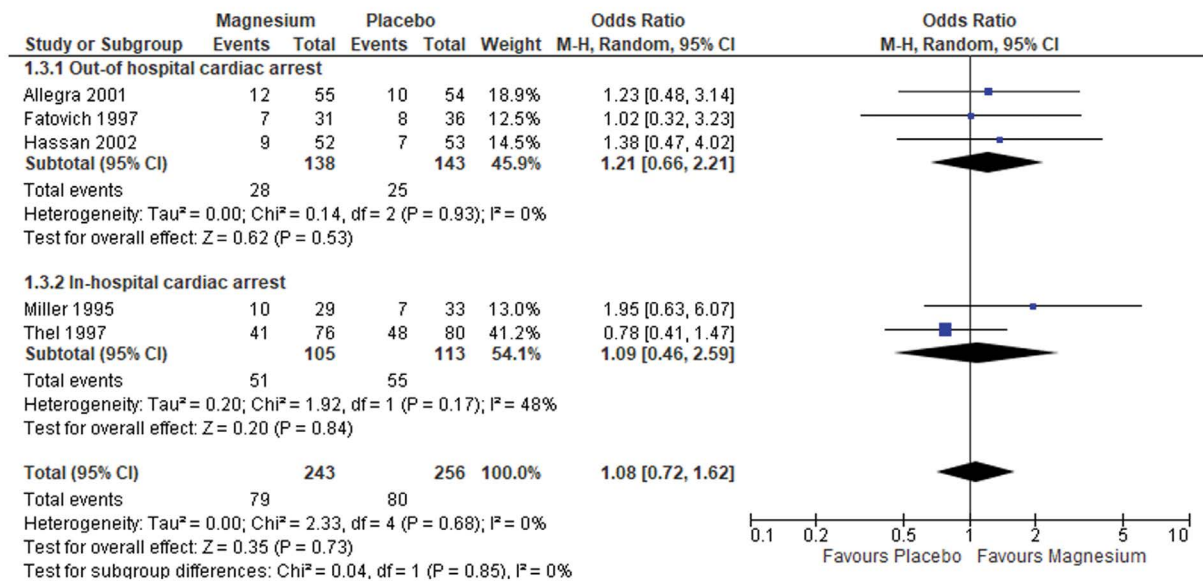 Magnesium Placebo Odds Ratio Odds Ratio
Study or Subgroup Events Total Events Total Weight M-H, Random, 95% CI M-H, Random, 95% CI
1.3.1 Out-of hospital cardiac arrest
Allegra 2001 12 55 10 54 18.9% 1.23 [0.48, 3.14]
Fatovich 1997 7 31 8 36 12.5% 1.02 [0.32, 3.23]
Hassan 2002 9 52 7 53 14.5% 1.38 [0.47, 4.02]
Subtotal (95% CI) 138 143 45.9% 1.21 [0.66, 2.21]
Total events 28 25
Heterogeneity: Tau² = 0.00; Chi² = 0.14, df = 2 (P = 0.93); I² = 0%
Test for overall effect: Z = 0.62 (P = 0.53)
1.3.2 In-hospital cardiac arrest
Miller 1995 10 29 7 33 13.0% 1.95 [0.63, 6.07]
Thel 1997 41 76 48 80 41.2% 0.78 [0.41, 1.47]
Subtotal (95% CI) 105 113 54.1% 1.09 [0.46, 2.59]
Total events 51 55
Heterogeneity: Tau² = 0.20; Chi² = 1.92, df = 1 (P = 0.17); I² = 48%
Test for overall effect: Z = 0.20 (P = 0.84)
Total (95% CI) 243 256 100.0% 1.08 [0.72, 1.62]
Total events 79 80
Heterogeneity: Tau² = 0.00; Chi² = 2.33, df = 4 (P = 0.68); I² = 0%
Test for overall effect: Z = 0.35 (P = 0.73)
Test for subgroup differences: Chi² = 0.04, df = 1 (P = 0.85), I² = 0%
0.1 0.2 0.5 1 2 5 10
Favours Placebo Favours Magnesium